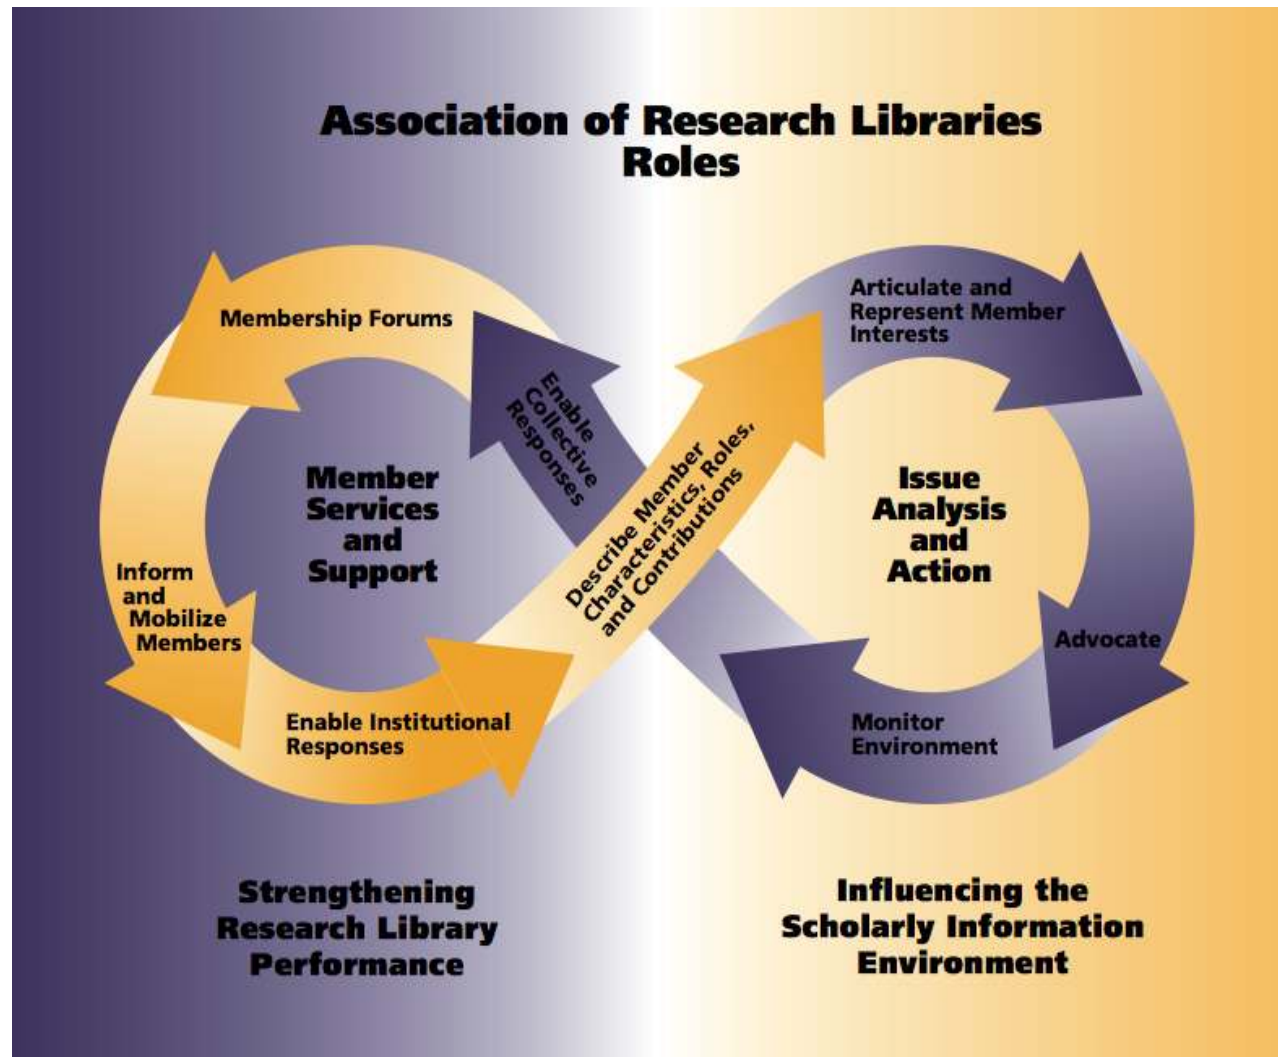 Association of Research Libraries
Roles
Membership Forums
Enable
Collective
Responses
Articulate and
Represent Member
Interests
Member
Services
and
Support
Describe Member
Characteristics, Roles,
and Contributions
Issue
Analysis
and
Action
Inform
and
Mobilize
Members
Advocate
Enable Institutional
Responses
Monitor
Environment
Strengthening
Research Library
Performance
Influencing the
Scholarly Information
Environment